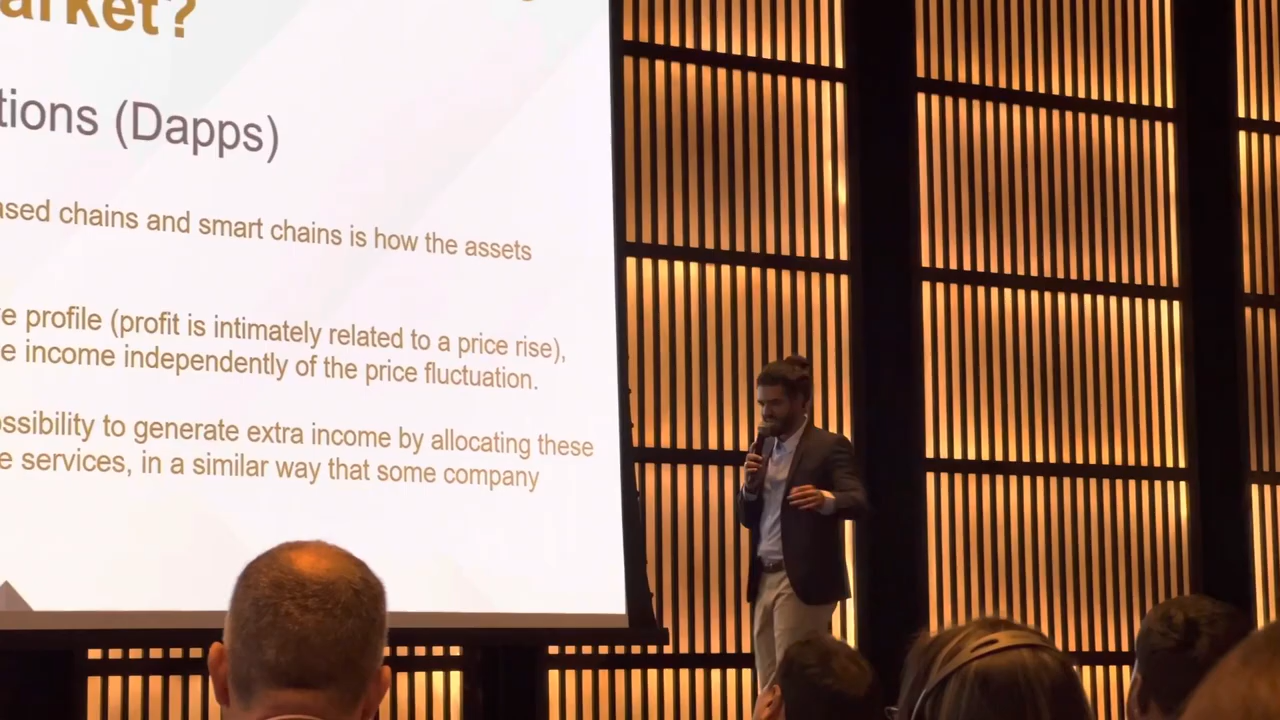 arket?
tions (Dapps)
ased chains and smart chains is how the assets
e profile (profit is intimately related to a price rise),
e income independently of the price fluctuation.
ossibility to generate extra income by allocating these
e services, in a similar way that some company